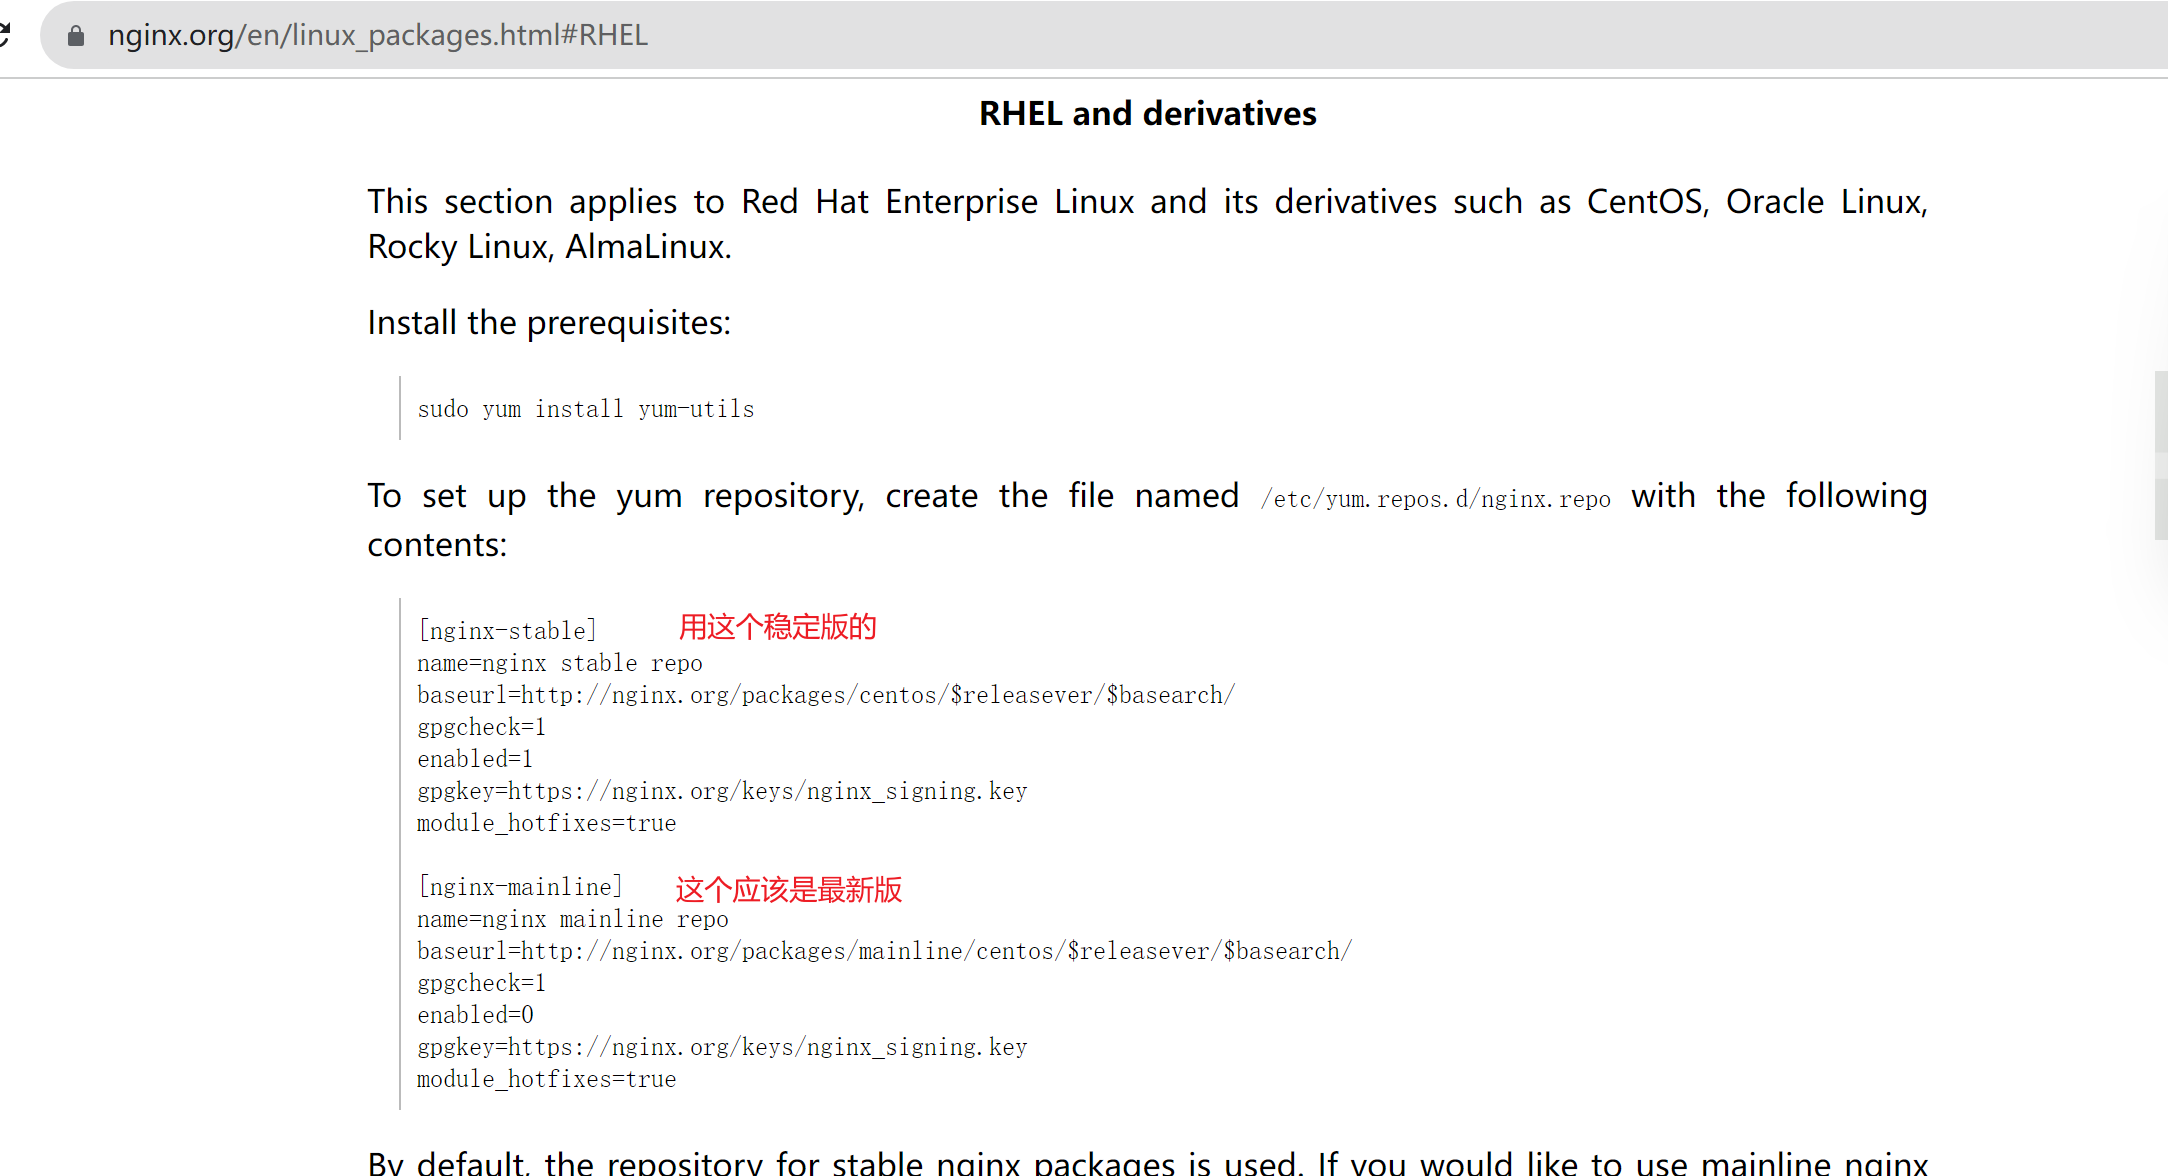 nginx.org/en/linux_packages.html#RHEL
RHEL and derivatives
This section applies to Red Hat Enterprise Linux and its derivatives such as CentOS, Oracle Linux,
Rocky Linux, AlmaLinux.
Install the prerequisites:
sudo yum install yum-utils
To set up the yum repository, create the file named /etc/yum.repos.d/nginx.repo with the following
contents:
[nginx-stable] 用这个稳定版的
name=nginx stable repo
baseurl=http://nginx.org/packages/centos/$releasever/$basearch/
gpgcheck=1
enabled=1
gpgkey=https://nginx.org/keys/nginx_signing.key
module_hotfixes=true
[nginx-mainline] 这个应该是最新版
name=nginx mainline repo
baseurl=http://nginx.org/packages/mainline/centos/$releasever/$basearch/
gpgcheck=1
enabled=0
gpgkey=https://nginx.org/keys/nginx_signing.key
module_hotfixes=true
By default, the repository for stable nginx packages is used. If you would like to use mainline nginx